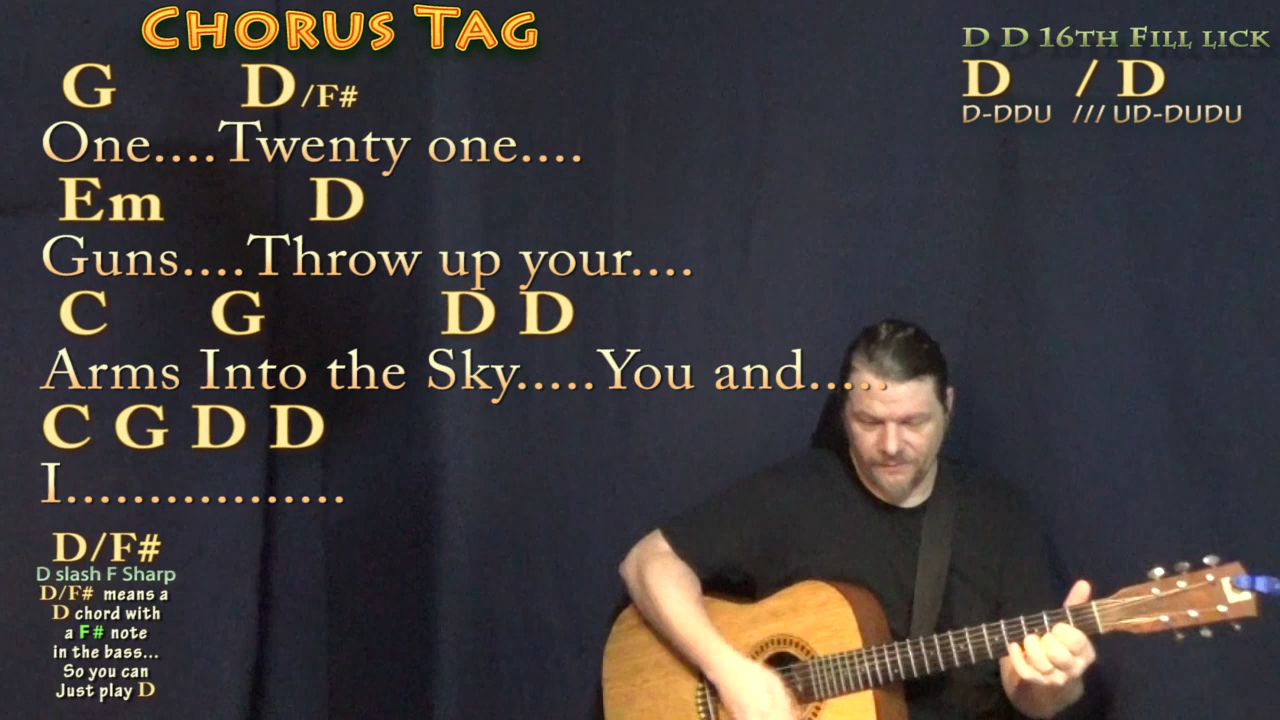 CHORUS TAG
G D/F#
One....Twenty one....
Em D
Guns....Throw up your....
C G D D
Arms Into the Sky.....You and.....
C G D D
I.................
D/F#
D slash F Sharp
D/F# means a
D chord with
a F# note
in the bass...
So you can
Just play D
D D 16TH FILL LICK
D / D
D-DDU /// UD-DUDU